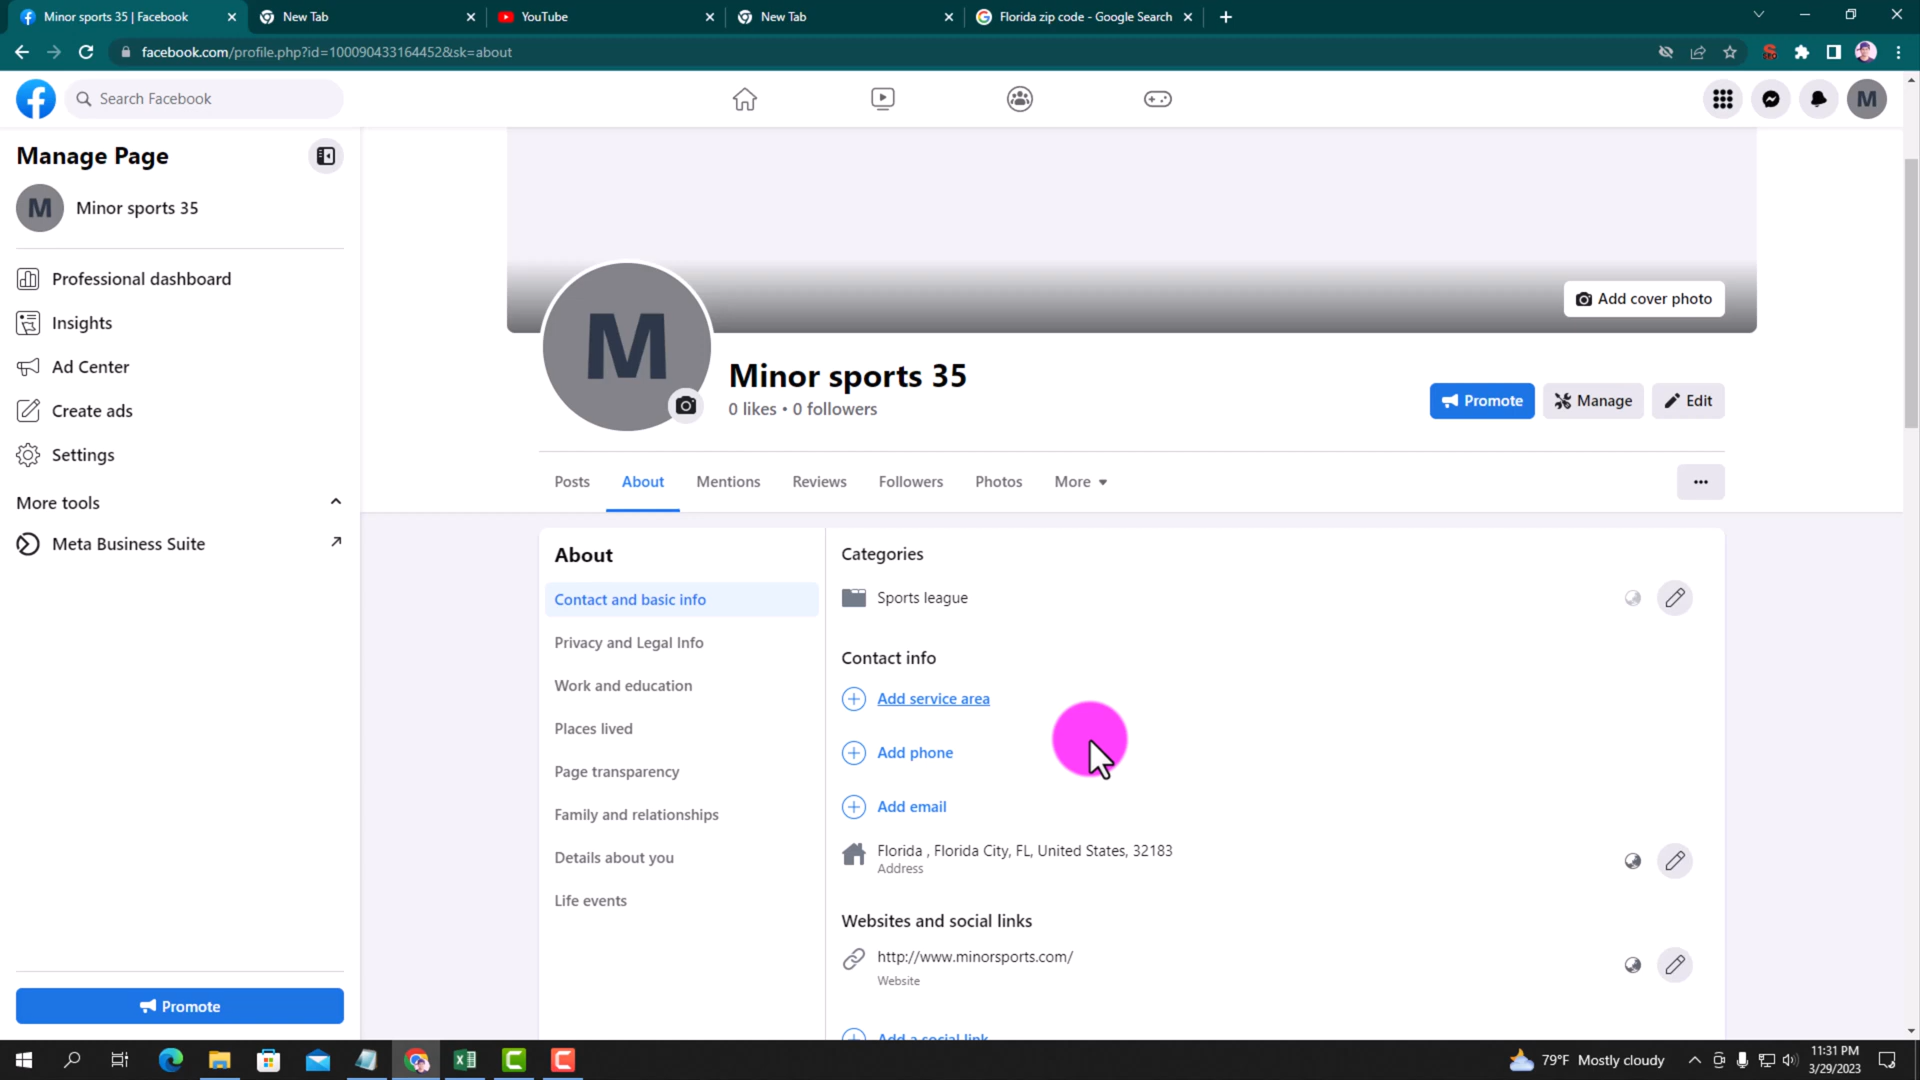 Minor sports 35 | Facebook
New Tab
YouTube
New Tab
Florida zip code - Google Search
facebook.com/profile.php?id=100090433164452&sk=about
Search Facebook
M
Manage Page
M
Minor sports 35
Professional dashboard
Insights
Ad Center
Create ads
Settings
More tools
Meta Business Suite
Promote
Add cover photo
M
Minor sports 35
0 likes • 0 followers
Promote
Manage
Edit
Posts
About
Mentions
Reviews
Followers
Photos
More
About
Contact and basic info
Privacy and Legal Info
Work and education
Places lived
Page transparency
Family and relationships
Details about you
Life events
Categories
Sports league
Contact info
Add service area
Add phone
Add email
Florida , Florida City, FL, United States, 32183
Address
Websites and social links
http://www.minorsports.com/
Website
Add a social link
79°F Mostly cloudy
11:31 PM
3/29/2023